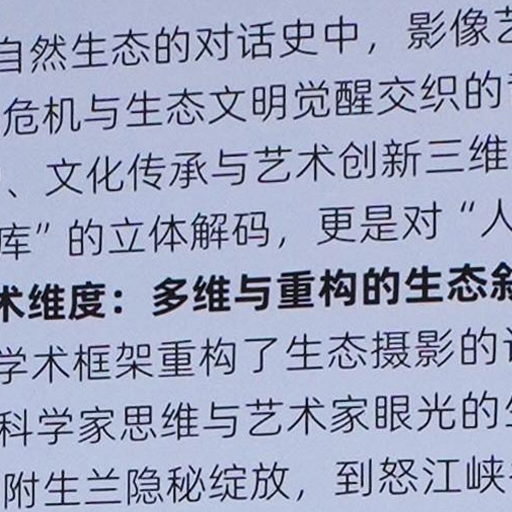 自然生态的对话史中，影像艺
危机与生态文明觉醒交织的
、文化传承与艺术创新三维
库”的立体解码，更是对“人
术维度：多维与重构的生态叙
学术框架重构了生态摄影的
科学家思维与艺术家眼光的生
附生兰隐秘绽放，到怒江峡谷